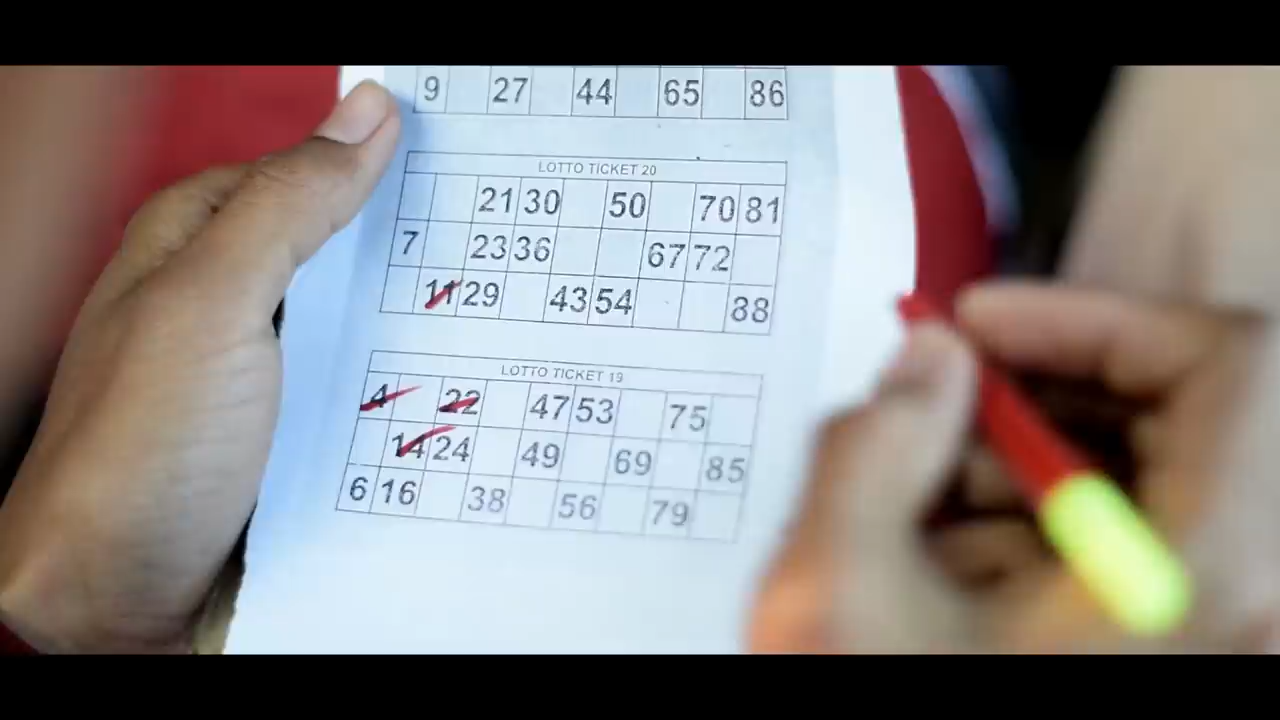 9 27 44 65 86
LOTTO TICKET 20
21 30 50 70 81
7 23 36 67 72
11 29 43 54 88
LOTTO TICKET 19
4 22 47 53 75
14 24 49 69 85
6 16 38 56 79